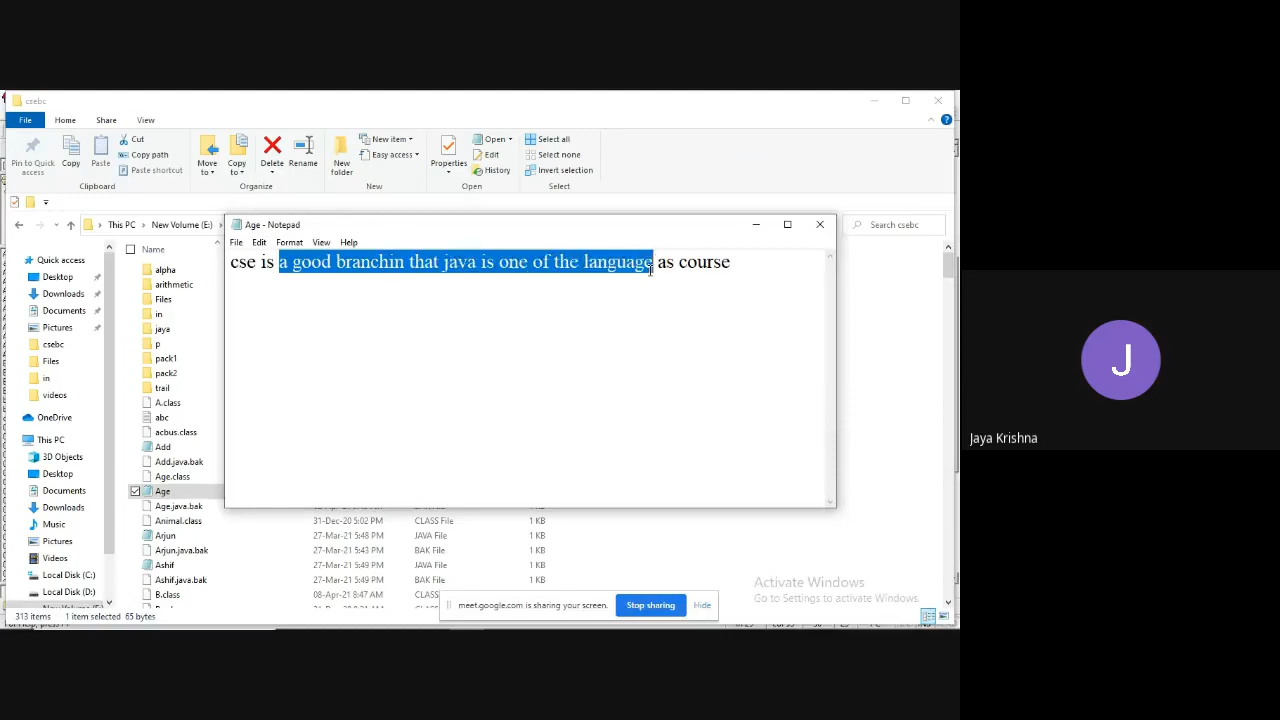 csebc
File Home Share View
Pin to Quick access
Copy
Paste
Cut
Copy path
Paste shortcut
Clipboard
Move to
Copy to
Delete
Rename
Organize
New folder
New item
Easy access
New
Properties
Open
Edit
History
Open
Select all
Select none
Invert selection
Select
This PC New Volume (E:)
Search csebc
Age - Notepad
File Edit Format View Help
cse is a good branchin that java is one of the language as course
Quick access
Desktop
Downloads
Documents
Pictures
csebc
Files
in
videos
OneDrive
This PC
3D Objects
Desktop
Documents
Downloads
Music
Pictures
Videos
Local Disk (C:)
Local Disk (D:)
Name
alpha
arithmetic
Files
in
jaya
p
pack1
pack2
trail
A.class
abc
acbus.class
Add
Add.java.bak
Age.class
Age
Age.java.bak
Animal.class 31-Dec-20 5:02 PM CLASS File 1 KB
Arjun 27-Mar-21 5:48 PM JAVA File 1 KB
Arjun.java.bak 27-Mar-21 5:43 PM BAK File 1 KB
Ashif 27-Mar-21 5:49 PM JAVA File 1 KB
Ashif.java.bak 27-Mar-21 5:49 PM BAK File 1 KB
B.class 08-Apr-21 8:47 AM CLASS 1 KB
313 items 1 item selected 65 bytes
meet.google.com is sharing your screen. Stop sharing Hide
Activate Windows
Go to Settings to activate Windows.
J
Jaya Krishna